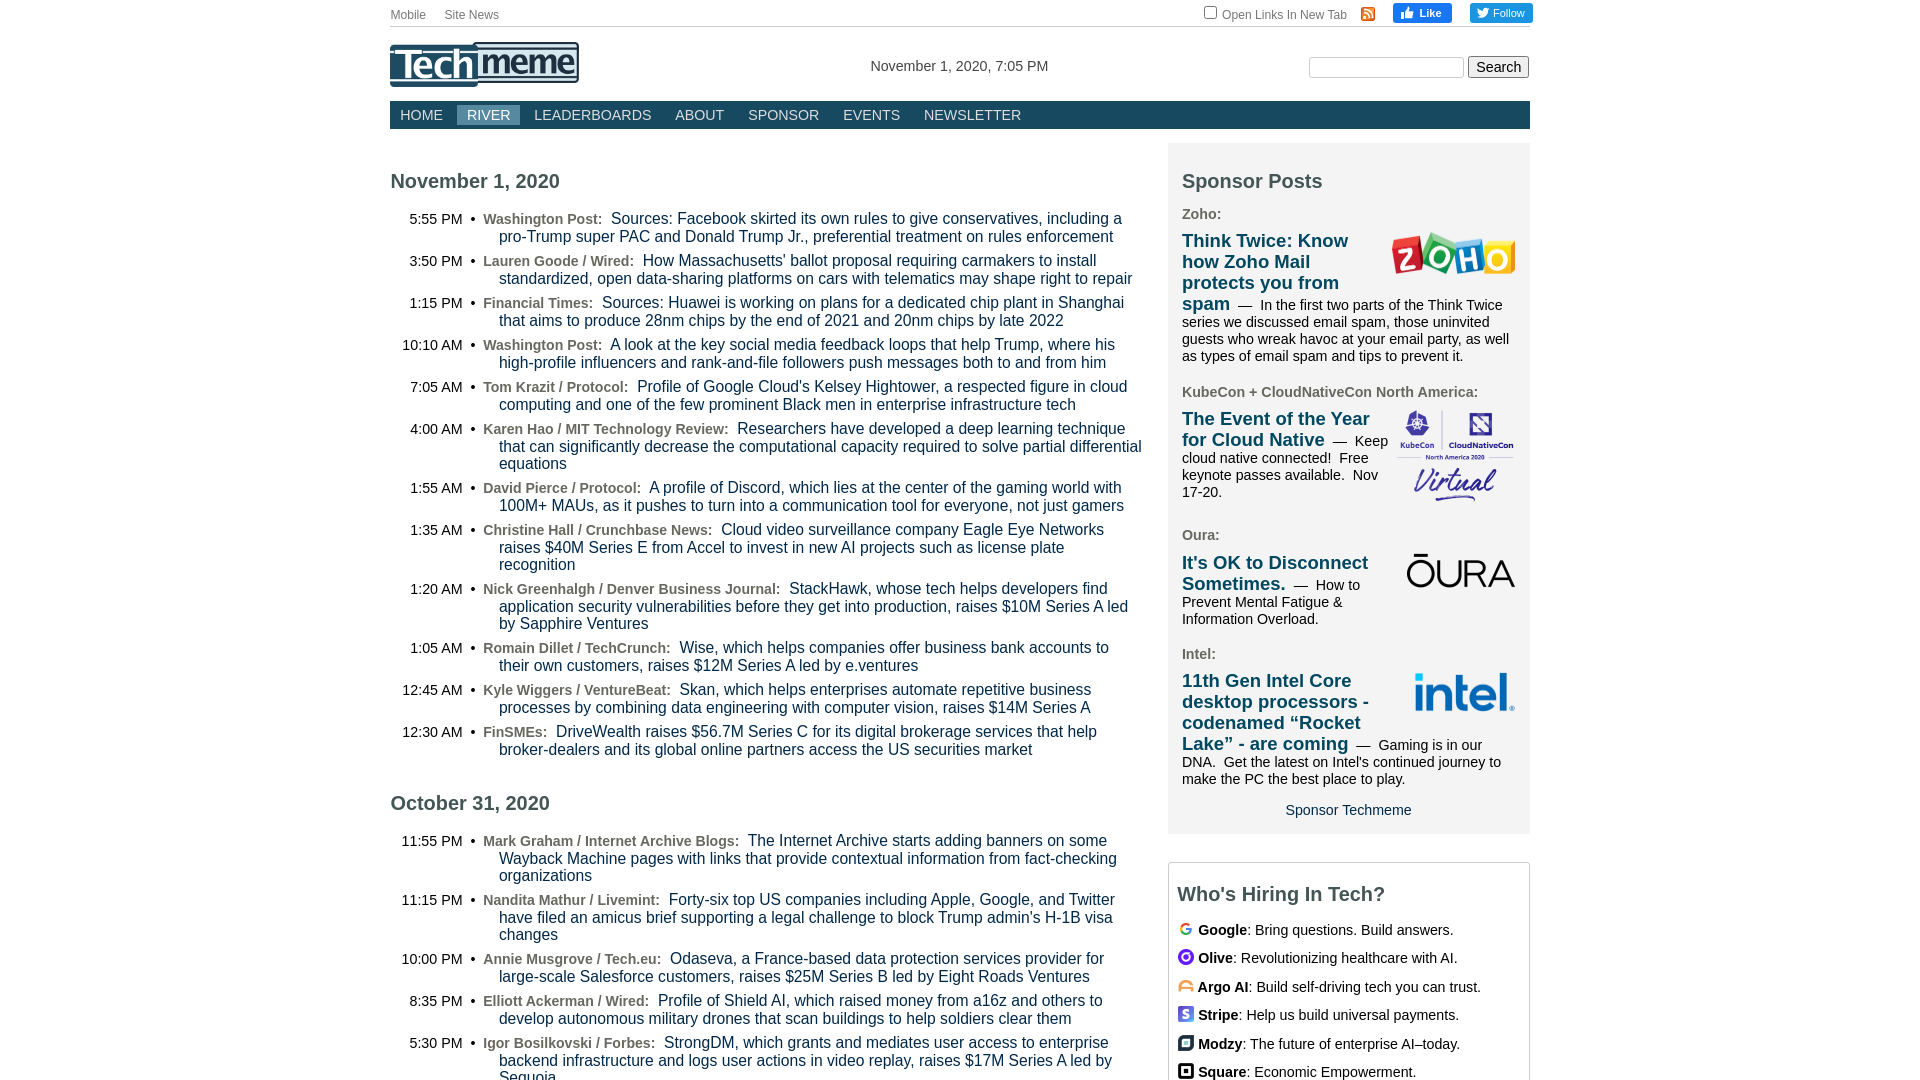 Mobile Site News Open Links In New Tab Like Follow
Techmeme
November 1, 2020, 7:05 PM
Search
HOME RIVER LEADERBOARDS ABOUT SPONSOR EVENTS NEWSLETTER
November 1, 2020
5:55 PM • Washington Post: Sources: Facebook skirted its own rules to give conservatives, including a
pro-Trump super PAC and Donald Trump Jr., preferential treatment on rules enforcement
3:50 PM • Lauren Goode / Wired: How Massachusetts' ballot proposal requiring carmakers to install
standardized, open data-sharing platforms on cars with telematics may shape right to repair
1:15 PM • Financial Times: Sources: Huawei is working on plans for a dedicated chip plant in Shanghai
that aims to produce 28nm chips by the end of 2021 and 20nm chips by late 2022
10:10 AM • Washington Post: A look at the key social media feedback loops that help Trump, where his
high-profile influencers and rank-and-file followers push messages both to and from him
7:05 AM • Tom Krazit / Protocol: Profile of Google Cloud's Kelsey Hightower, a respected figure in cloud
computing and one of the few prominent Black men in enterprise infrastructure tech
4:00 AM • Karen Hao / MIT Technology Review: Researchers have developed a deep learning technique
that can significantly decrease the computational capacity required to solve partial differential
equations
1:55 AM • David Pierce / Protocol: A profile of Discord, which lies at the center of the gaming world with
100M+ MAUs, as it pushes to turn into a communication tool for everyone, not just gamers
1:35 AM • Christine Hall / Crunchbase News: Cloud video surveillance company Eagle Eye Networks
raises $40M Series E from Accel to invest in new AI projects such as license plate
recognition
1:20 AM • Nick Greenhalgh / Denver Business Journal: StackHawk, whose tech helps developers find
application security vulnerabilities before they get into production, raises $10M Series A led
by Sapphire Ventures
1:05 AM • Romain Dillet / TechCrunch: Wise, which helps companies offer business bank accounts to
their own customers, raises $12M Series A led by e.ventures
12:45 AM • Kyle Wiggers / VentureBeat: Skan, which helps enterprises automate repetitive business
processes by combining data engineering with computer vision, raises $14M Series A
12:30 AM • FinSMEs: DriveWealth raises $56.7M Series C for its digital brokerage services that help
broker-dealers and its global online partners access the US securities market
October 31, 2020
11:55 PM • Mark Graham / Internet Archive Blogs: The Internet Archive starts adding banners on some
Wayback Machine pages with links that provide contextual information from fact-checking
organizations
11:15 PM • Nandita Mathur / Livemint: Forty-six top US companies including Apple, Google, and Twitter
have filed an amicus brief supporting a legal challenge to block Trump admin's H-1B visa
changes
10:00 PM • Annie Musgrove / Tech.eu: Odaseva, a France-based data protection services provider for
large-scale Salesforce customers, raises $25M Series B led by Eight Roads Ventures
8:35 PM • Elliott Ackerman / Wired: Profile of Shield AI, which raised money from a16z and others to
develop autonomous military drones that scan buildings to help soldiers clear them
5:30 PM • Igor Bosilkovski / Forbes: StrongDM, which grants and mediates user access to enterprise
backend infrastructure and logs user actions in video replay, raises $17M Series A led by
Sequoia
Sponsor Posts
Zoho:
Think Twice: Know
how Zoho Mail
protects you from
spam — In the first two parts of the Think Twice
series we discussed email spam, those uninvited
guests who wreak havoc at your email party, as well
as types of email spam and tips to prevent it.
ZOHO
KubeCon + CloudNativeCon North America:
The Event of the Year
for Cloud Native — Keep
cloud native connected! Free
keynote passes available. Nov
17-20.
KubeCon CloudNativeCon
North America 2020
Virtual
Oura:
It's OK to Disconnect
Sometimes. — How to
Prevent Mental Fatigue &
Information Overload.
ŌURA
Intel:
11th Gen Intel Core
desktop processors -
codenamed “Rocket
Lake” - are coming — Gaming is in our
DNA. Get the latest on Intel's continued journey to
make the PC the best place to play.
intel®
Sponsor Techmeme
Who's Hiring In Tech?
Google: Bring questions. Build answers.
Olive: Revolutionizing healthcare with AI.
Argo AI: Build self-driving tech you can trust.
Stripe: Help us build universal payments.
Modzy: The future of enterprise AI–today.
Square: Economic Empowerment.